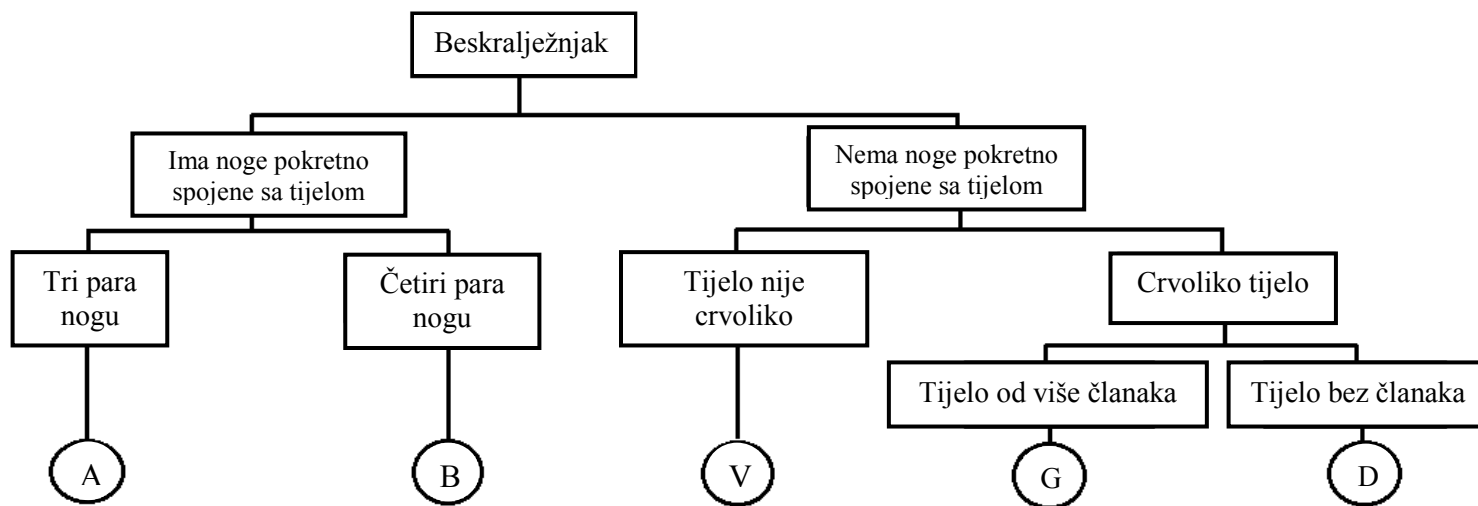 Beskralježnjak
Ima noge pokretno
spojene sa tijelom
Nema noge pokretno
spojene sa tijelom
Tri para
nogu
Četiri para
nogu
Tijelo nije
crvoliko
Crvoliko tijelo
Tijelo od više članaka
Tijelo bez članaka
A
B
V
G
D